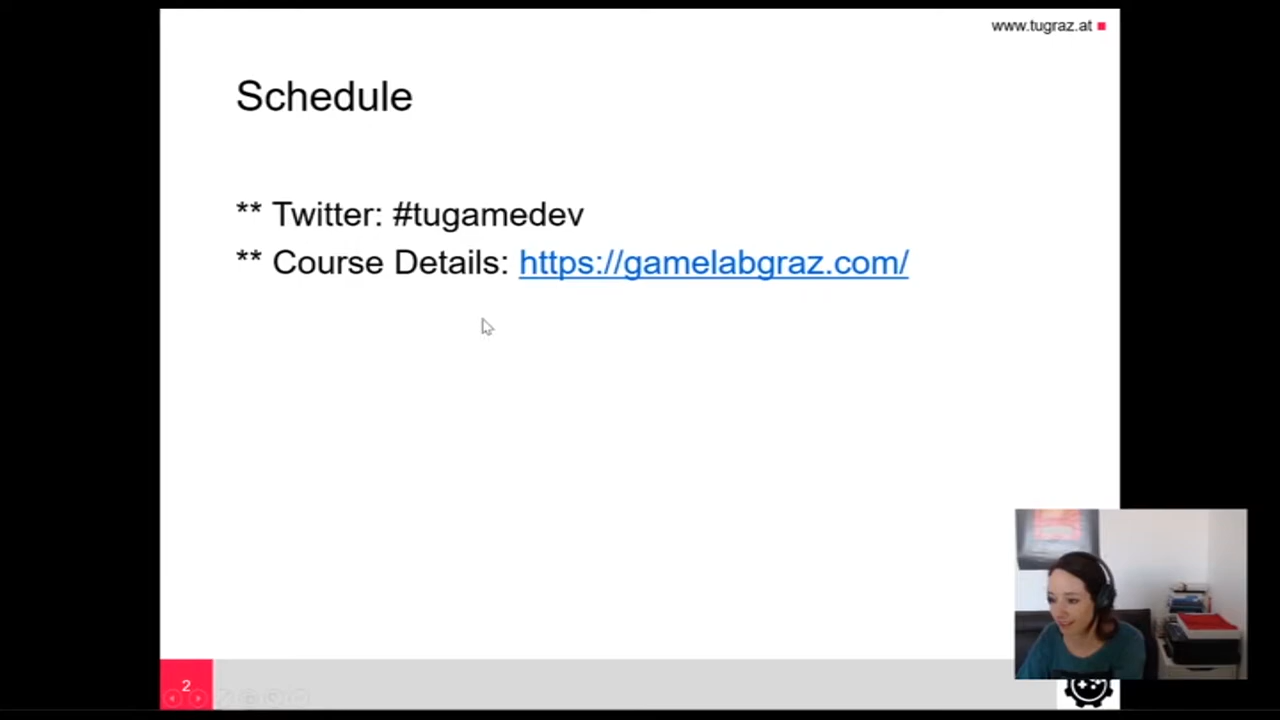 www.tugraz.at
Schedule
** Twitter: #tugamedev
** Course Details: https://gamelabgraz.com/
2